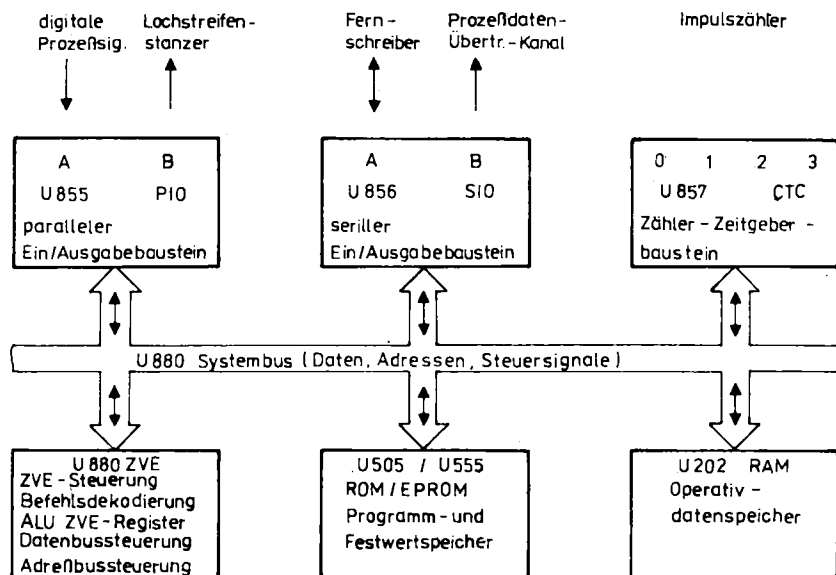 digitale
Prozeßsig.
Lochstreifen-
stanzer
Fern-
schreiber
Prozeßdaten-
Übertr.-Kanal
Impulszähler
A B
U 855 PIO
paralleler
Ein/Ausgabebaustein
A B
U 856 SIO
seriller
Ein/Ausgabebaustein
0 1 2 3
U 857 CTC
Zähler-Zeitgeber-
baustein
U 880 Systembus (Daten, Adressen, Steuersignale)
U 880 ZVE
ZVE-Steuerung
Befehlsdekodierung
ALU ZVE-Register
Datenbussteuerung
Adreßbussteuerung
U505 / U555
ROM/EPROM
Programm-und
Festwertspeicher
U 202 RAM
Operativ-
datenspeicher